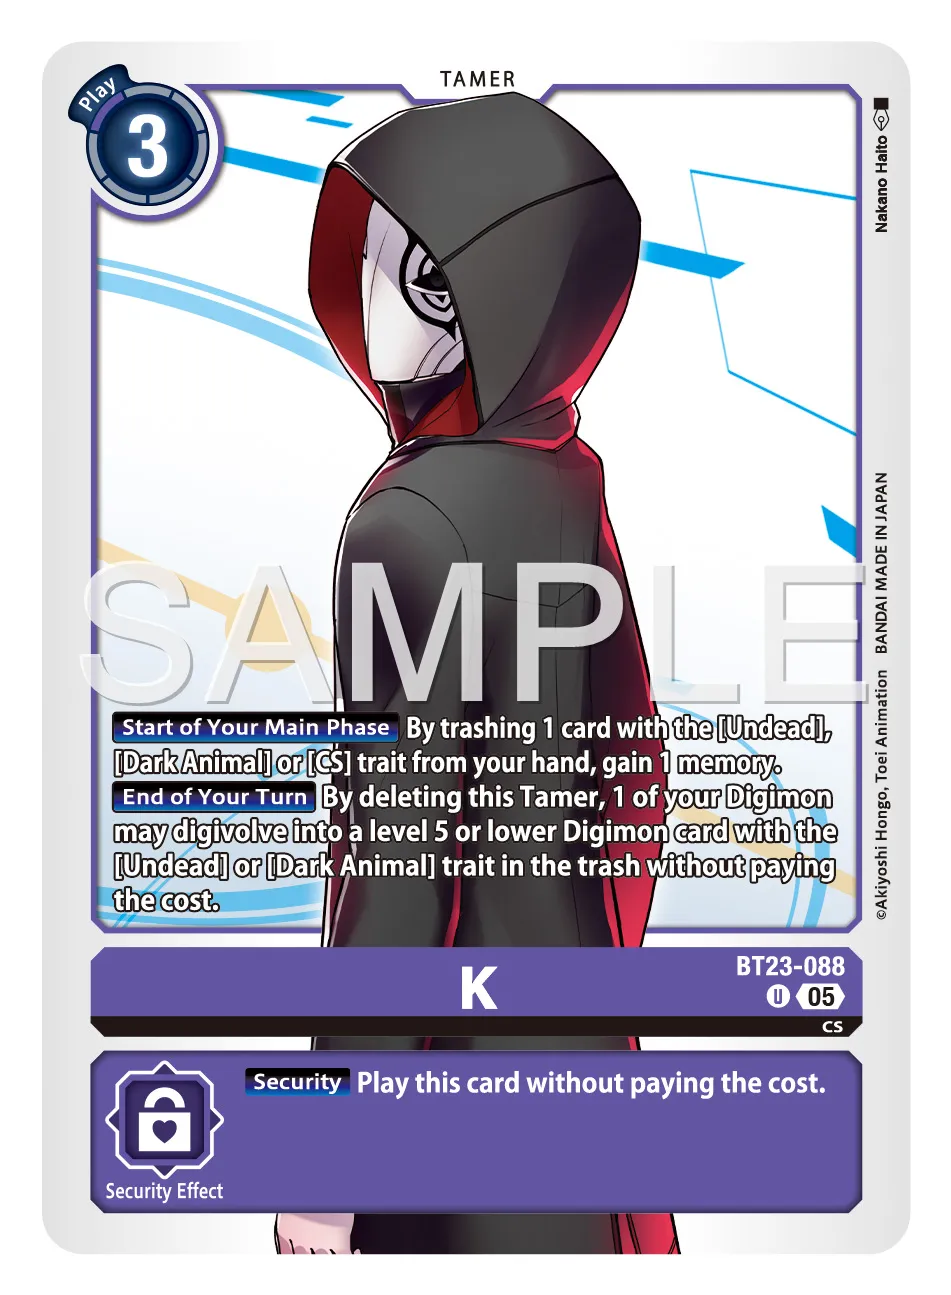 TAMER
Play
3
Nakano Haito
SAMPLE
Start of Your Main Phase By trashing 1 card with the [Undead],
[Dark Animal] or [CS] trait from your hand, gain 1 memory.
End of Your Turn By deleting this Tamer, 1 of your Digimon
may digivolve into a level 5 or lower Digimon card with the
[Undead] or [Dark Animal] trait in the trash without paying
the cost.
©Akiyoshi Hongo, Toei Animation BANDAI MADE IN JAPAN
K
BT23-088
U 05
CS
Security Play this card without paying the cost.
Security Effect